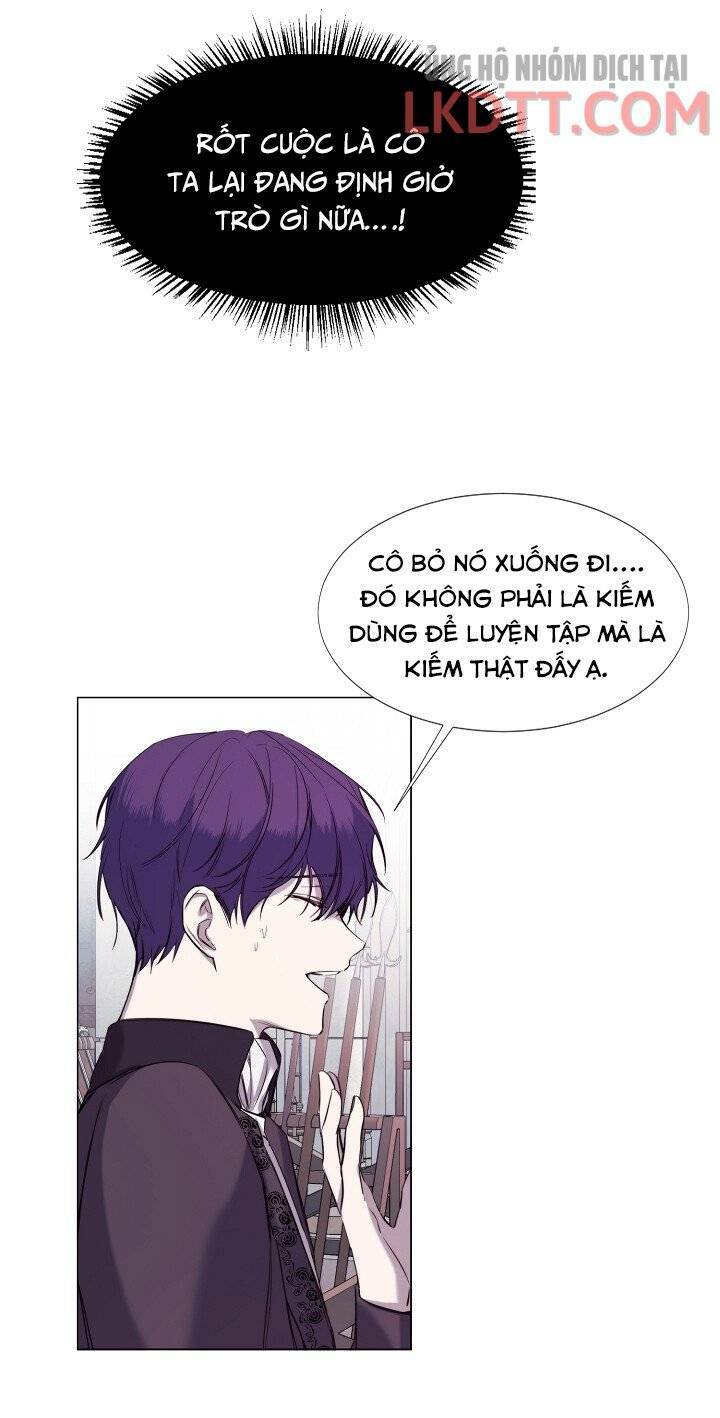 ỦNG HỘ NHÓM DỊCH TẠI
LKDTT.COM
RỐT CUỘC LÀ CÔ
TA LẠI ĐANG ĐỊNH GIỞ
TRÒ GÌ NỮA....!
CÔ BỎ NÓ XUỐNG ĐI....
ĐÓ KHÔNG PHẢI LÀ KIẾM
DÙNG ĐỂ LUYỆN TẬP MÀ LÀ
KIẾM THẬT ĐẤY Ạ.